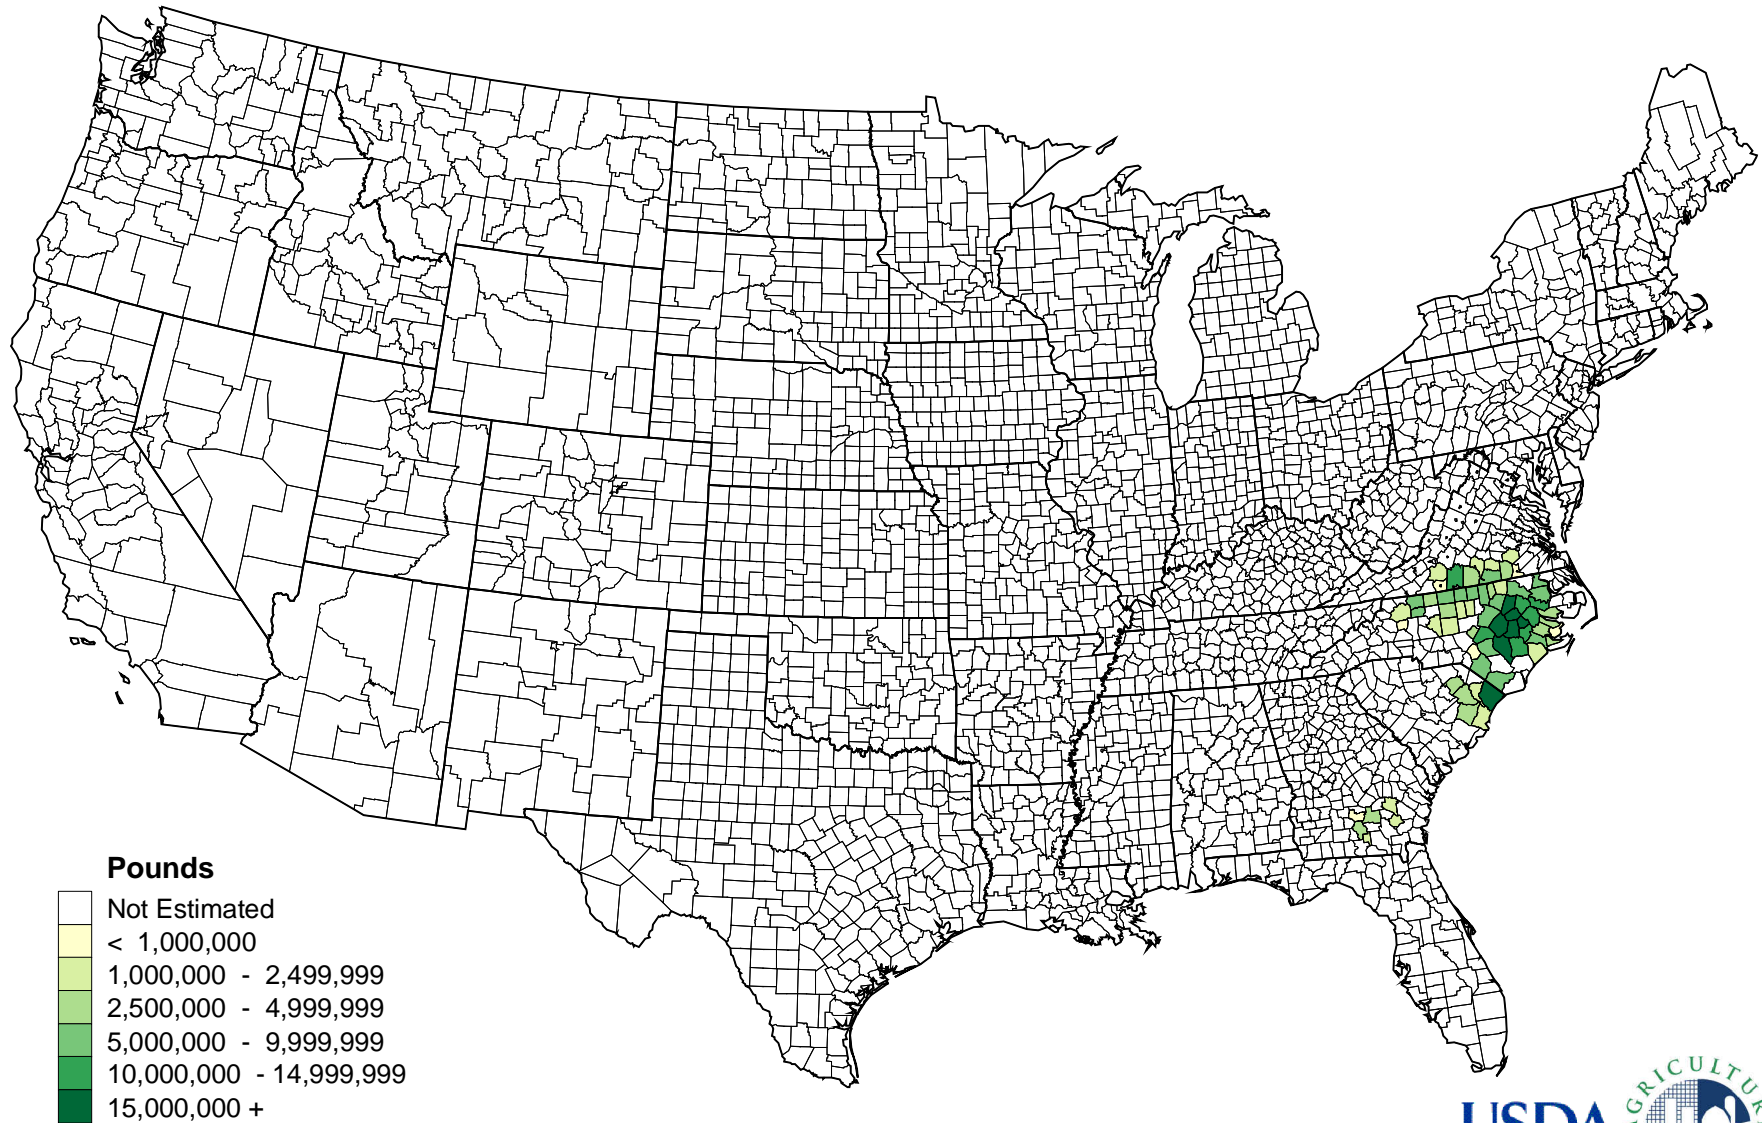 Pounds
Not Estimated
< 1,000,000
1,000,000 - 2,499,999
2,500,000 - 4,999,999
5,000,000 - 9,999,999
10,000,000 - 14,999,999
15,000,000 +
USDA